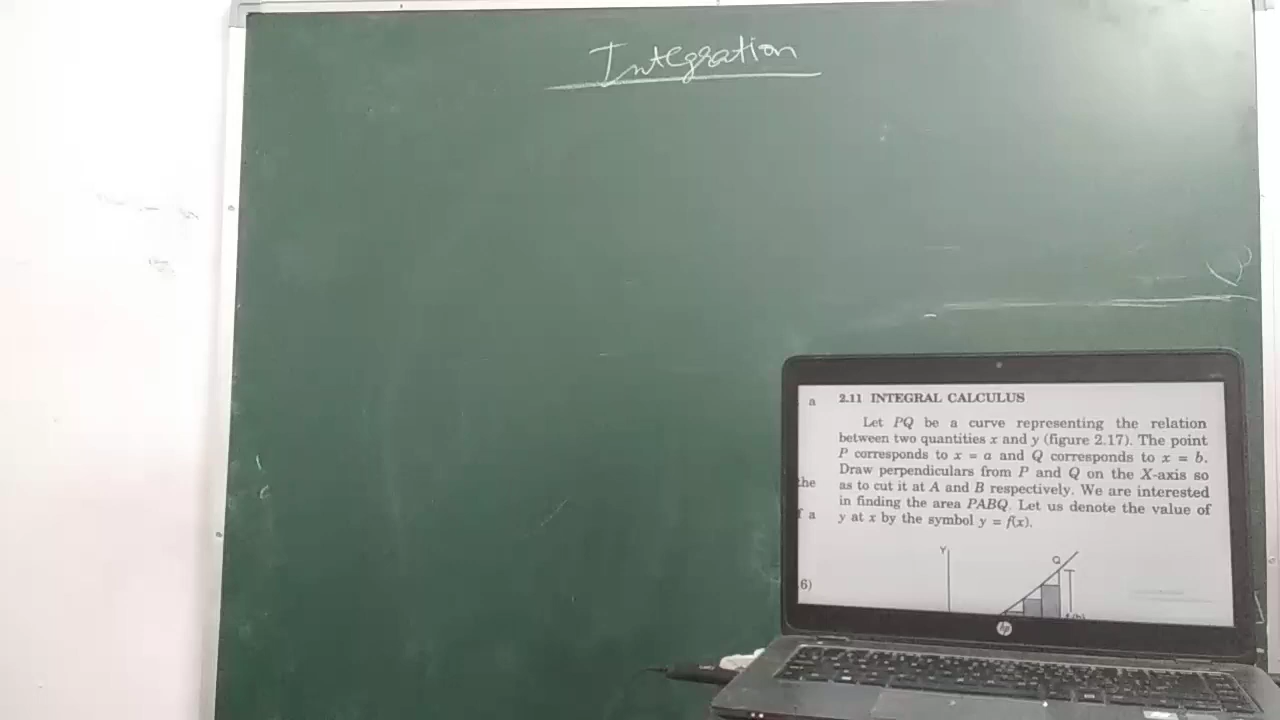 Integration
a
2.11 INTEGRAL CALCULUS
Let PQ be a curve representing the relation
between two quantities x and y (figure 2.17). The point
P corresponds to x = a and Q corresponds to x = b.
Draw perpendiculars from P and Q on the X-axis so
the as to cut it at A and B respectively. We are interested
in finding the area PABQ. Let us denote the value of
f a y at x by the symbol y = f(x).
Y
Q
6)
hp